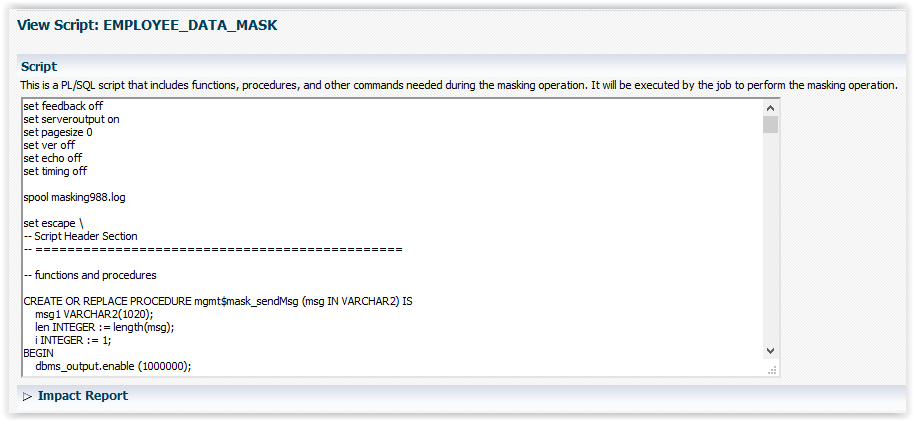 View Script: EMPLOYEE_DATA_MASK
Script
This is a PL/SQL script that includes functions, procedures, and other commands needed during the masking operation. It will be executed by the job to perform the masking operation.
set feedback off
set serveroutput on
set pagesize 0
set ver off
set echo off
set timing off
spool masking988.log
set escape \
-- Script Header Section
-- ==============================================
-- functions and procedures
CREATE OR REPLACE PROCEDURE mgmt$mask_sendMsg (msg IN VARCHAR2) IS
msg1 VARCHAR2(1020);
len INTEGER := length(msg);
i INTEGER := 1;
BEGIN
dbms_output.enable (1000000);
Impact Report